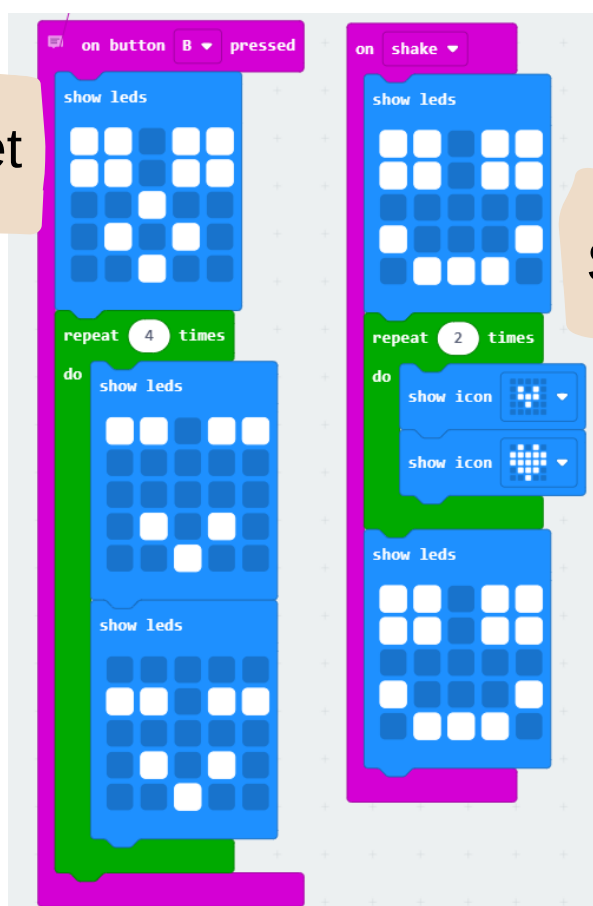 on button B pressed
show leds
repeat 4 times
do
show leds
show leds
on shake
show leds
repeat 2 times
do
show icon
show icon
show leds